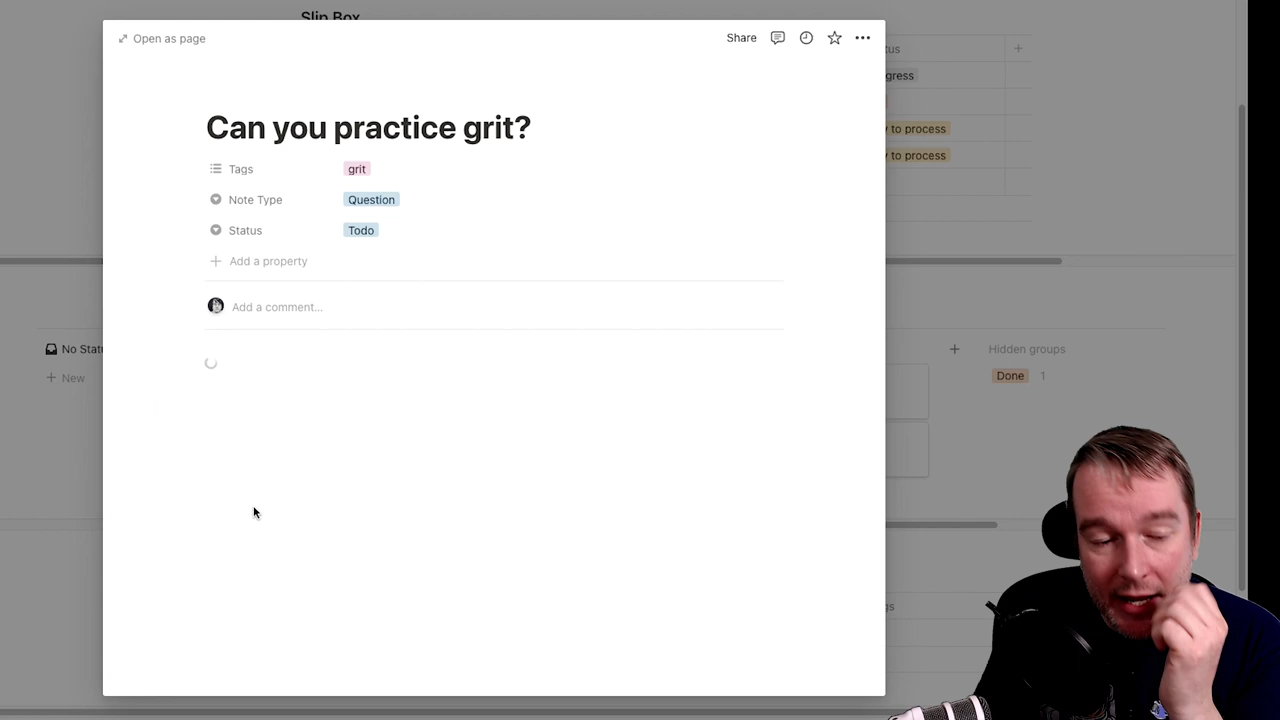 Slip Box
Open as page
Share
Can you practice grit?
Tags grit
Note Type Question
Status Todo
Add a property
Add a comment...
gress
y to process
y to process
No Statu
New
Hidden groups
Done 1